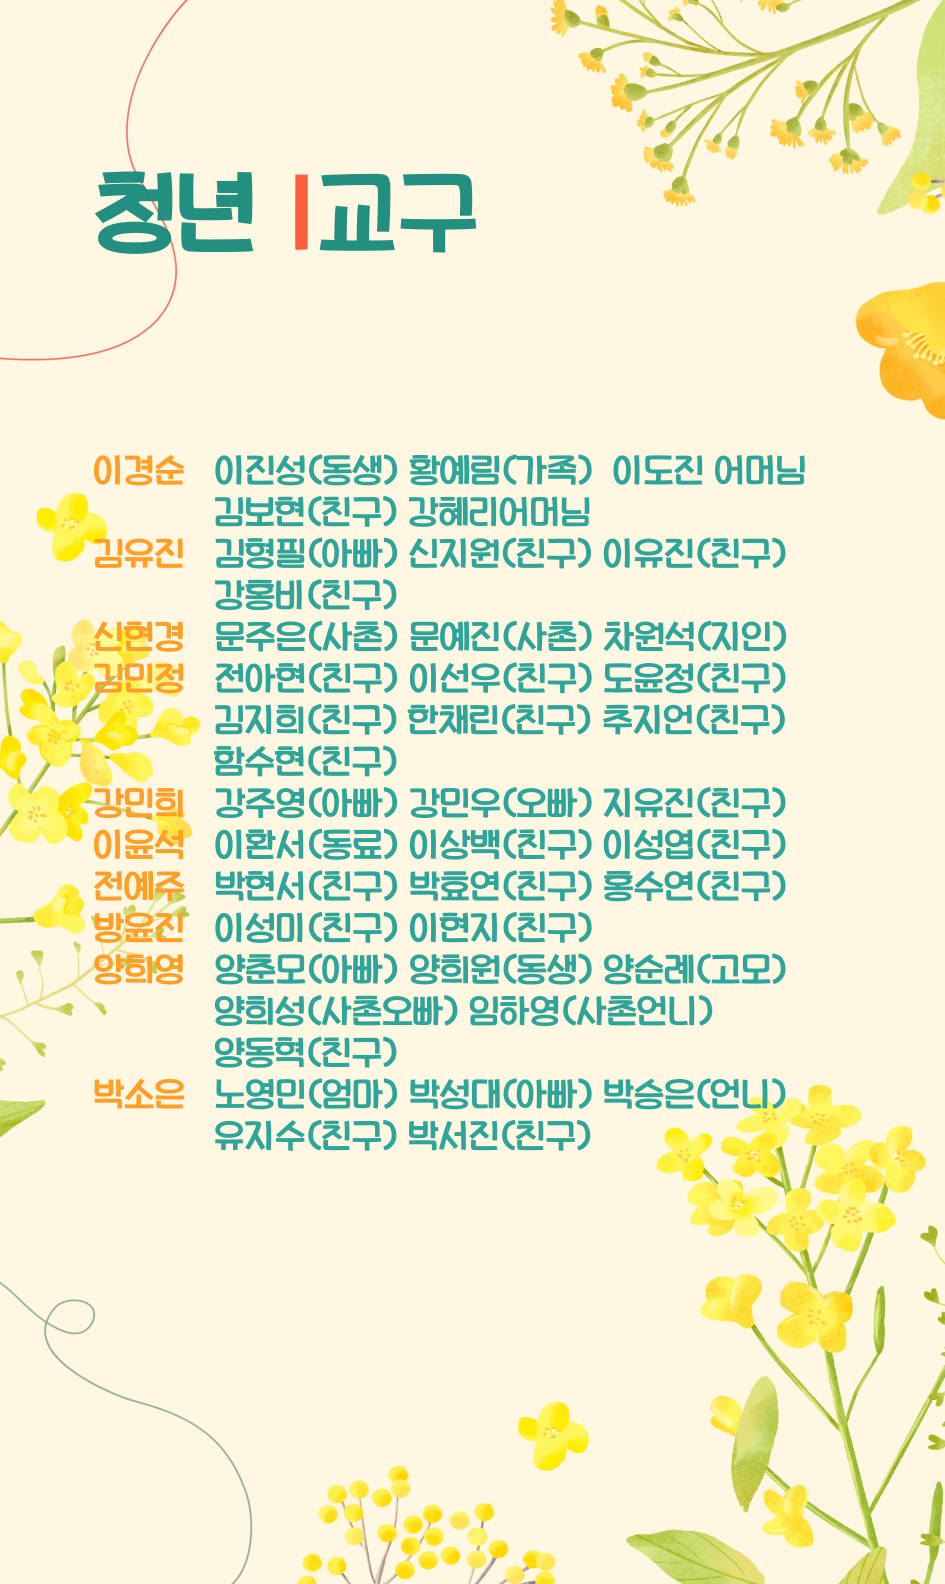 청년 I 교구
이경순 이진성(동생) 황예림(가족) 이도진 어머님
김보현(친구) 강혜리어머님
김유진 김형필(아빠) 신지원(친구) 이유진(친구)
강홍비(친구)
신현경 문주은(사촌) 문예진(사촌) 차원석(지인)
김민정 전아현(친구) 이선우(친구) 도윤정(친구)
김지희(친구) 한채린(친구) 추지언(친구)
함수현(친구)
강민희 강주영(아빠) 강민우(오빠) 지유진(친구)
이윤석 이환서(동료) 이상백(친구) 이성엽(친구)
전예주 박현서(친구) 박효연(친구) 홍수연(친구)
방윤진 이성미(친구) 이현지(친구)
양희영 양춘모(아빠) 양희원(동생) 양순례(고모)
양희성(사촌오빠) 임하영(사촌언니)
양동혁(친구)
박소은 노영민(엄마) 박성대(아빠) 박승은(언니)
유지수(친구) 박서진(친구)